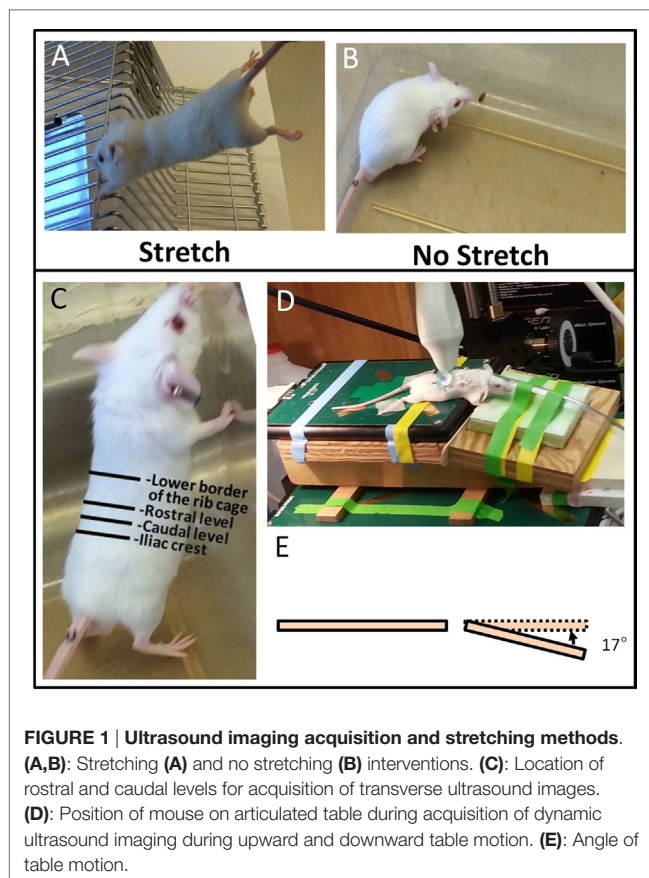 A
B
Stretch
No Stretch
C
-Lower border
of the rib cage
-Rostral level
-Caudal level
-Iliac crest
D
E
17°
FIGURE 1 | Ultrasound imaging acquisition and stretching methods.
(A,B): Stretching (A) and no stretching (B) interventions. (C): Location of
rostral and caudal levels for acquisition of transverse ultrasound images.
(D): Position of mouse on articulated table during acquisition of dynamic
ultrasound imaging during upward and downward table motion. (E): Angle of
table motion.